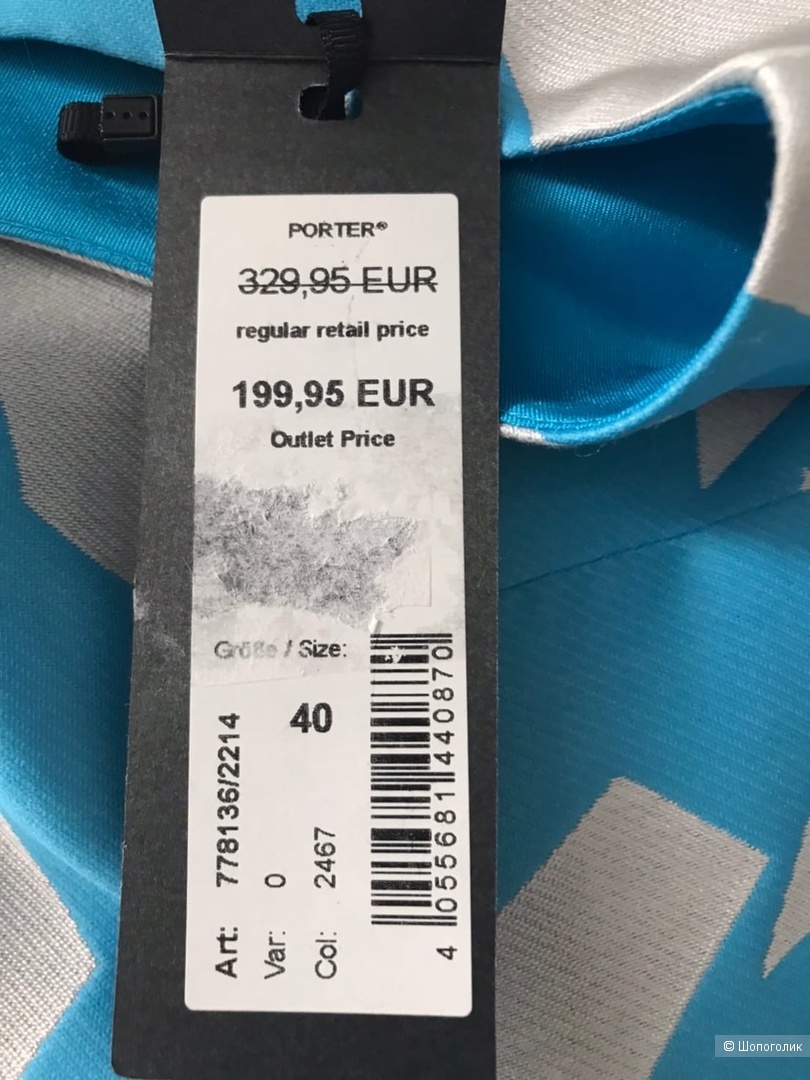 PORTER®
329,95 EUR
regular retail price
199,95 EUR
Outlet Price
Größe / Size:
40
Art: 778136/2214
Var: 0
Col: 2467
4 055681 440870
© Шопоголик